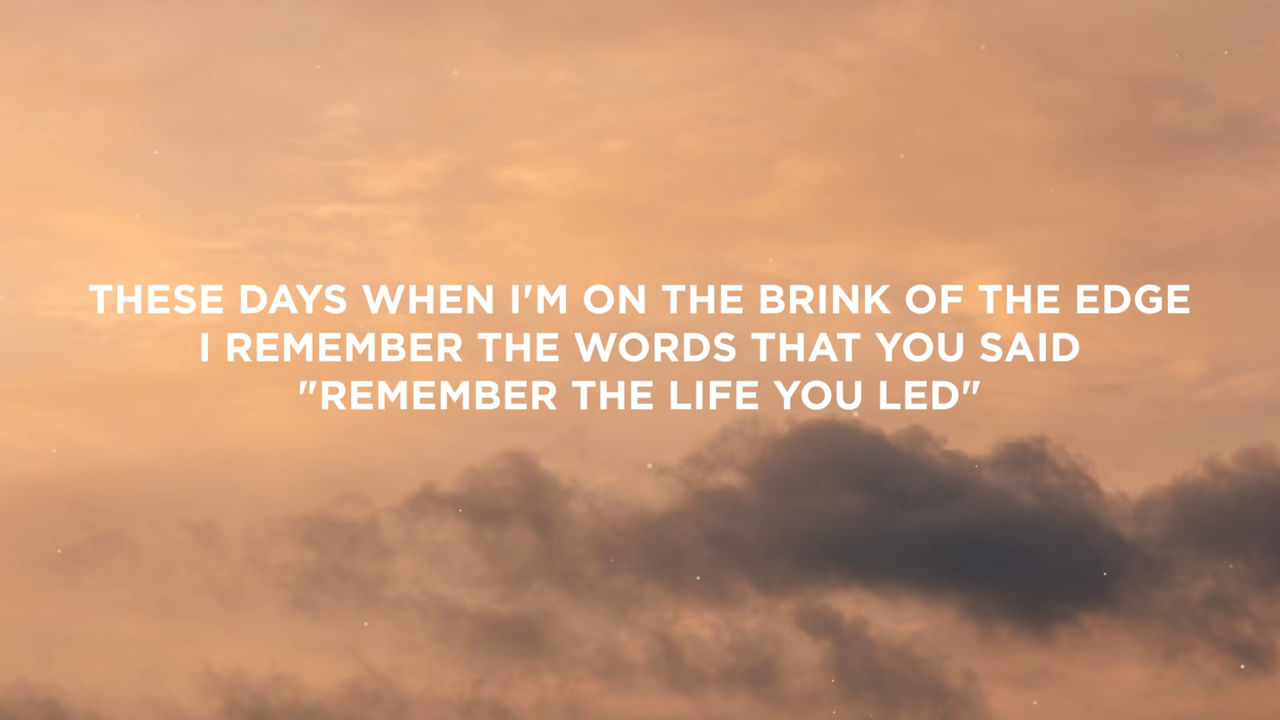 THESE DAYS WHEN I'M ON THE BRINK OF THE EDGE
I REMEMBER THE WORDS THAT YOU SAID
"REMEMBER THE LIFE YOU LED"